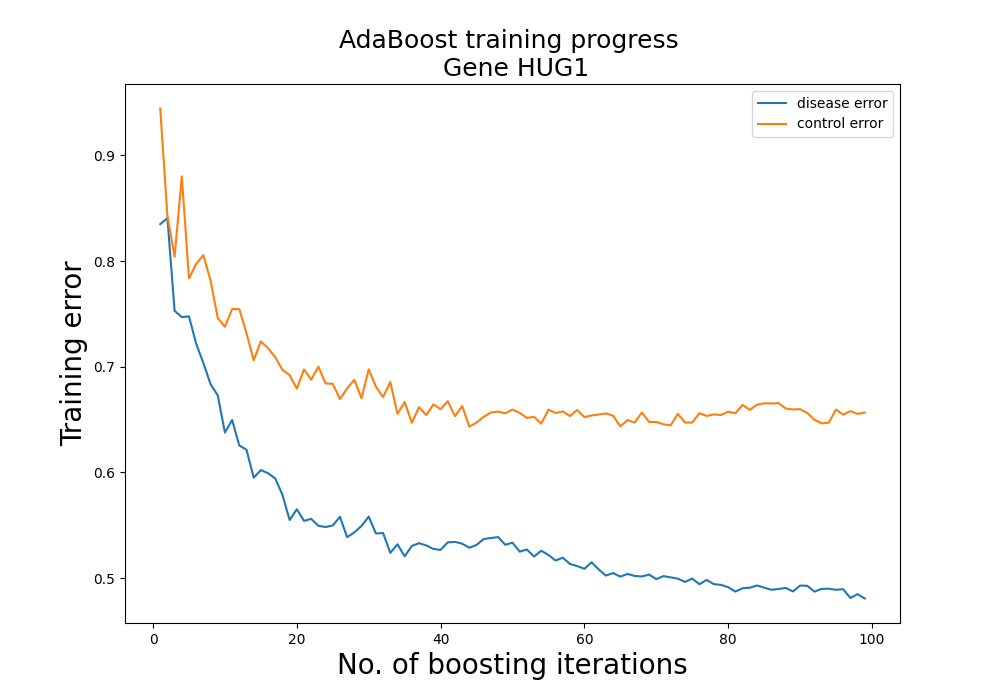 AdaBoost training progress
Gene HUG1
disease error
control error
Training error
0.9
0.8
0.7
0.6
0.5
0
20
40
60
80
100
No. of boosting iterations